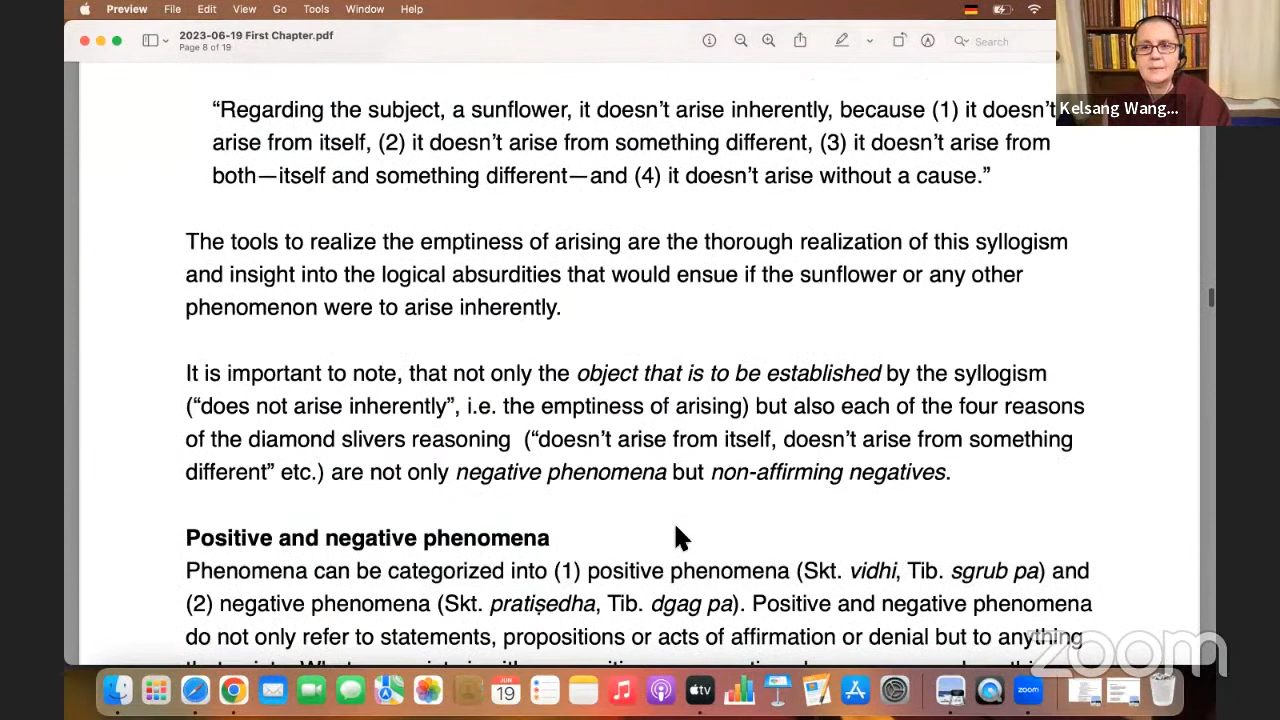 Preview File Edit View Go Tools Window Help
2023-06-19 First Chapter.pdf
Page 8 of 19
Search
Kelsang Wang...
“Regarding the subject, a sunflower, it doesn’t arise inherently, because (1) it doesn’t
arise from itself, (2) it doesn’t arise from something different, (3) it doesn’t arise from
both—itself and something different—and (4) it doesn’t arise without a cause.”
The tools to realize the emptiness of arising are the thorough realization of this syllogism
and insight into the logical absurdities that would ensue if the sunflower or any other
phenomenon were to arise inherently.
It is important to note, that not only the object that is to be established by the syllogism
(“does not arise inherently”, i.e. the emptiness of arising) but also each of the four reasons
of the diamond slivers reasoning (“doesn’t arise from itself, doesn’t arise from something
different” etc.) are not only negative phenomena but non-affirming negatives.
Positive and negative phenomena
Phenomena can be categorized into (1) positive phenomena (Skt. vidhi, Tib. sgrub pa) and
(2) negative phenomena (Skt. pratiṣedha, Tib. dgag pa). Positive and negative phenomena
do not only refer to statements, propositions or acts of affirmation or denial but to anything
zoom
JUN
19
tv
zoom